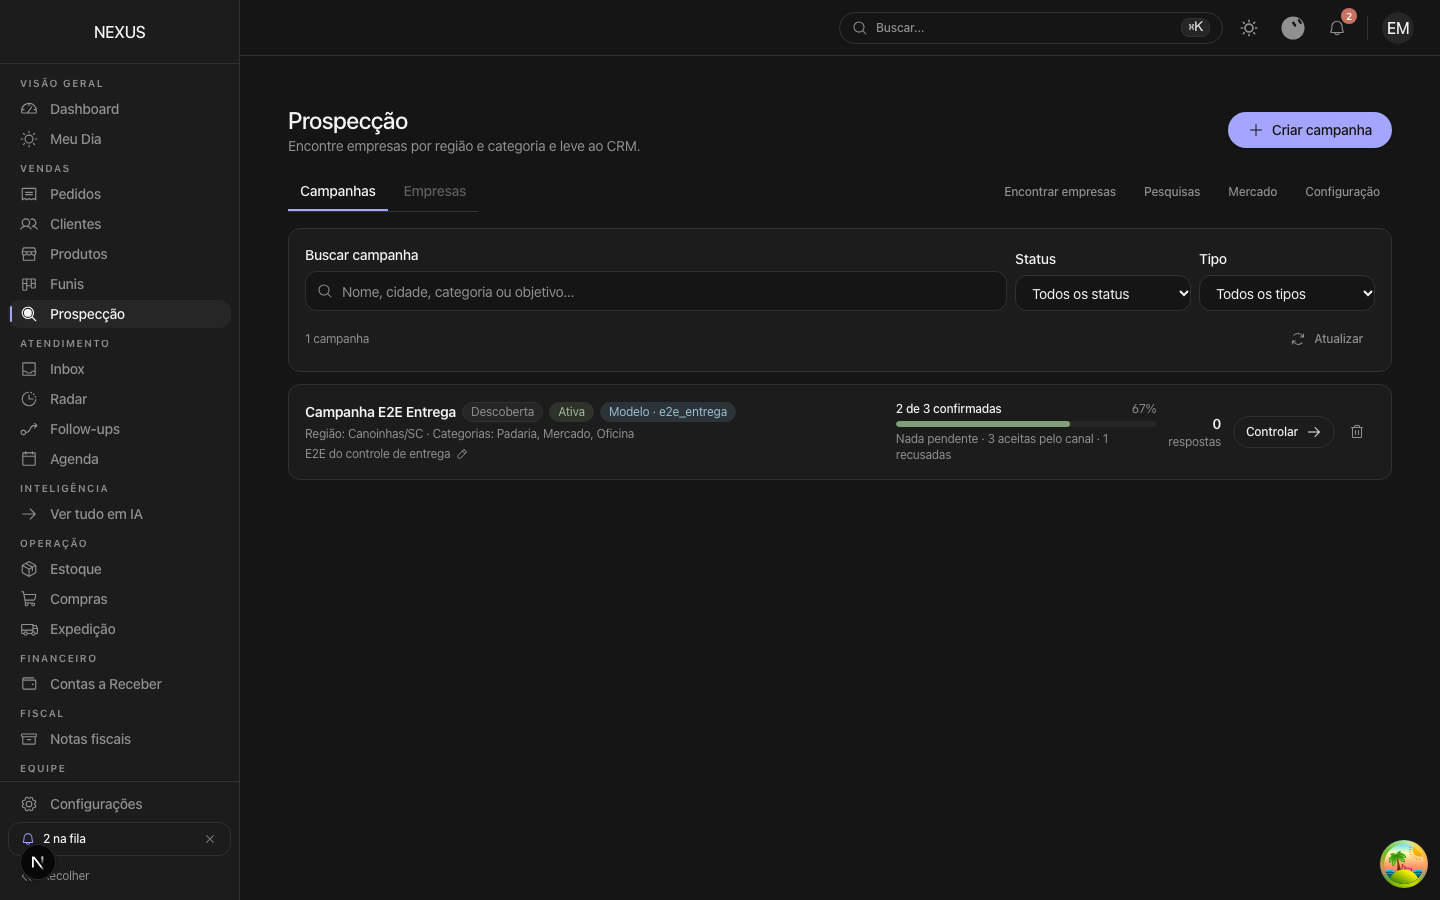 NEXUS
Buscar...
⌘K
2
EM
VISÃO GERAL
Dashboard
Meu Dia
VENDAS
Pedidos
Clientes
Produtos
Funis
Prospecção
ATENDIMENTO
Inbox
Radar
Follow-ups
Agenda
INTELIGÊNCIA
Ver tudo em IA
OPERAÇÃO
Estoque
Compras
Expedição
FINANCEIRO
Contas a Receber
FISCAL
Notas fiscais
EQUIPE
Configurações
2 na fila
N
Prospecção
Encontre empresas por região e categoria e leve ao CRM.
Criar campanha
Campanhas Empresas
Encontrar empresas Pesquisas Mercado Configuração
Buscar campanha
Nome, cidade, categoria ou objetivo...
Status
Todos os status
Tipo
Todos os tipos
1 campanha
Atualizar
Campanha E2E Entrega Descoberta Ativa Modelo · e2e_entrega
Região: Canoinhas/SC · Categorias: Padaria, Mercado, Oficina
E2E do controle de entrega
2 de 3 confirmadas 67%
Nada pendente · 3 aceitas pelo canal · 1
recusadas
0
respostas
Controlar